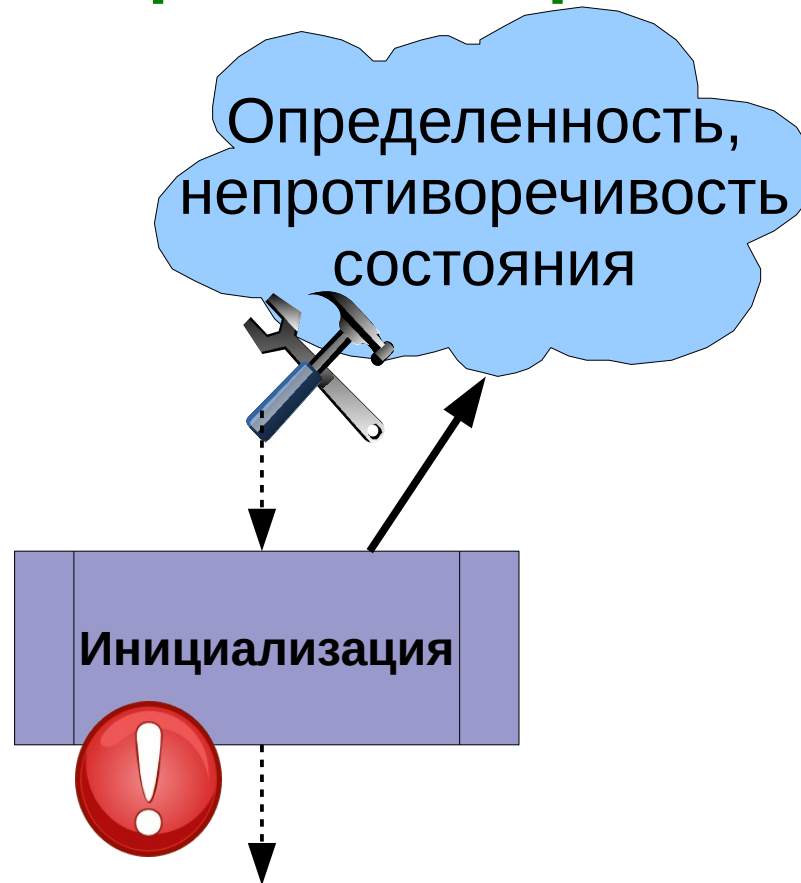 Определенность,
непротиворечивость
состояния
Инициализация